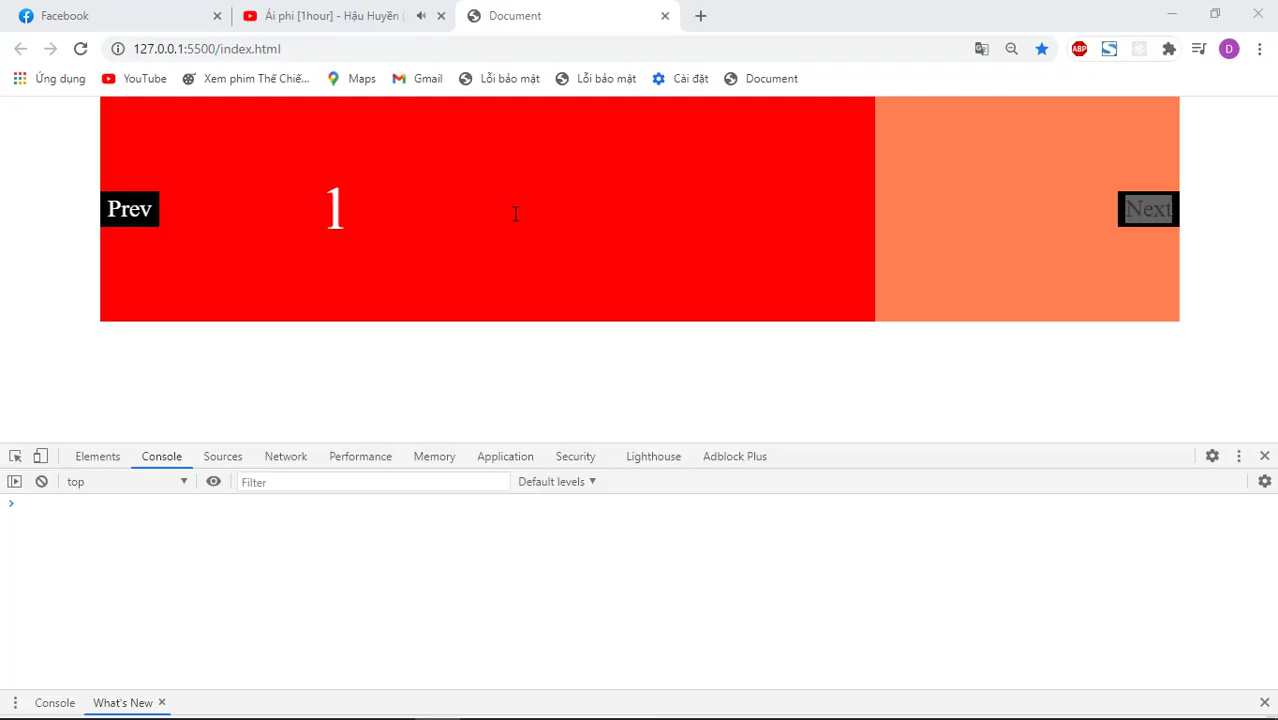 Facebook
Ái phi [1hour] - Hậu Huyền (
Document
127.0.0.1:5500/index.html
ABP
S
D
Ứng dụng
YouTube
Xem phim Thế Chiế...
Maps
Gmail
Lỗi bảo mật
Lỗi bảo mật
Cài đặt
Document
Prev
1
Next
Elements
Console
Sources
Network
Performance
Memory
Application
Security
Lighthouse
Adblock Plus
top
Filter
Default levels
Console
What's New